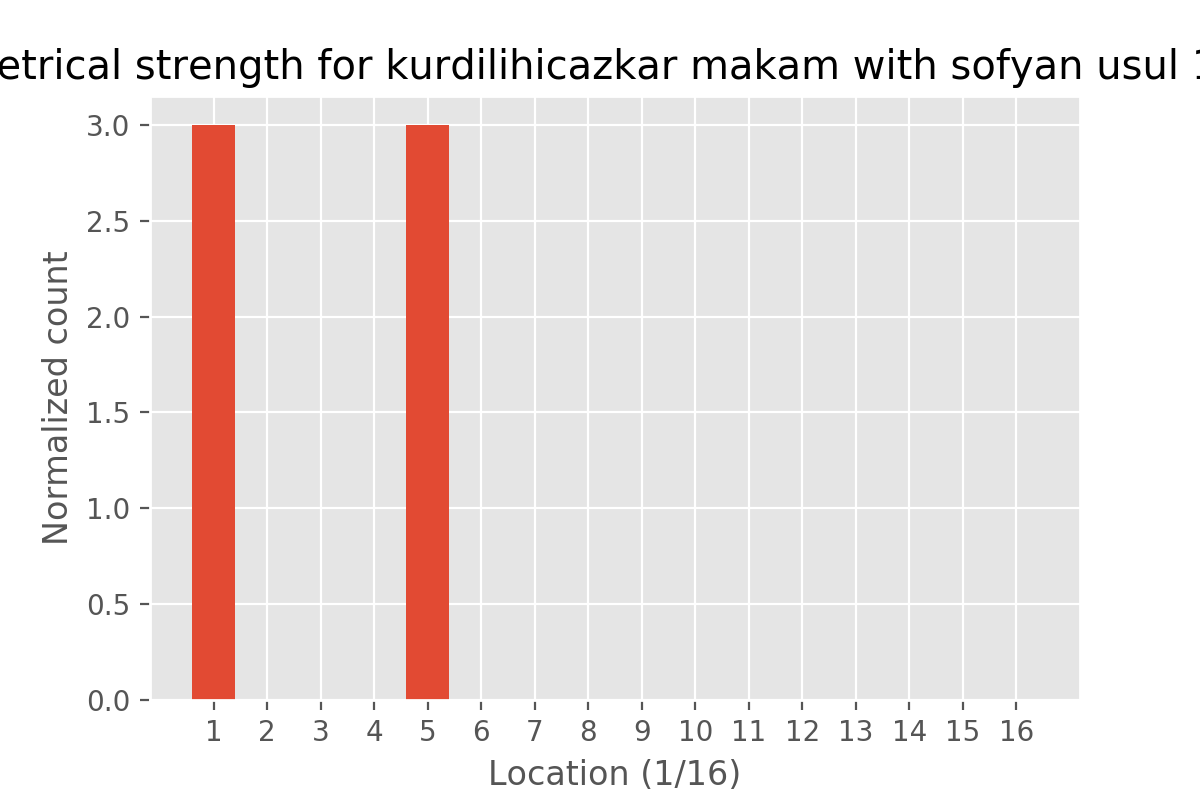 etrical strength for kurdilihicazkar makam with sofyan usul
3.0
2.5
2.0
1.5
1.0
0.5
0.0
Normalized count
1 2 3 4 5 6 7 8 9 10 11 12 13 14 15 16
Location (1/16)